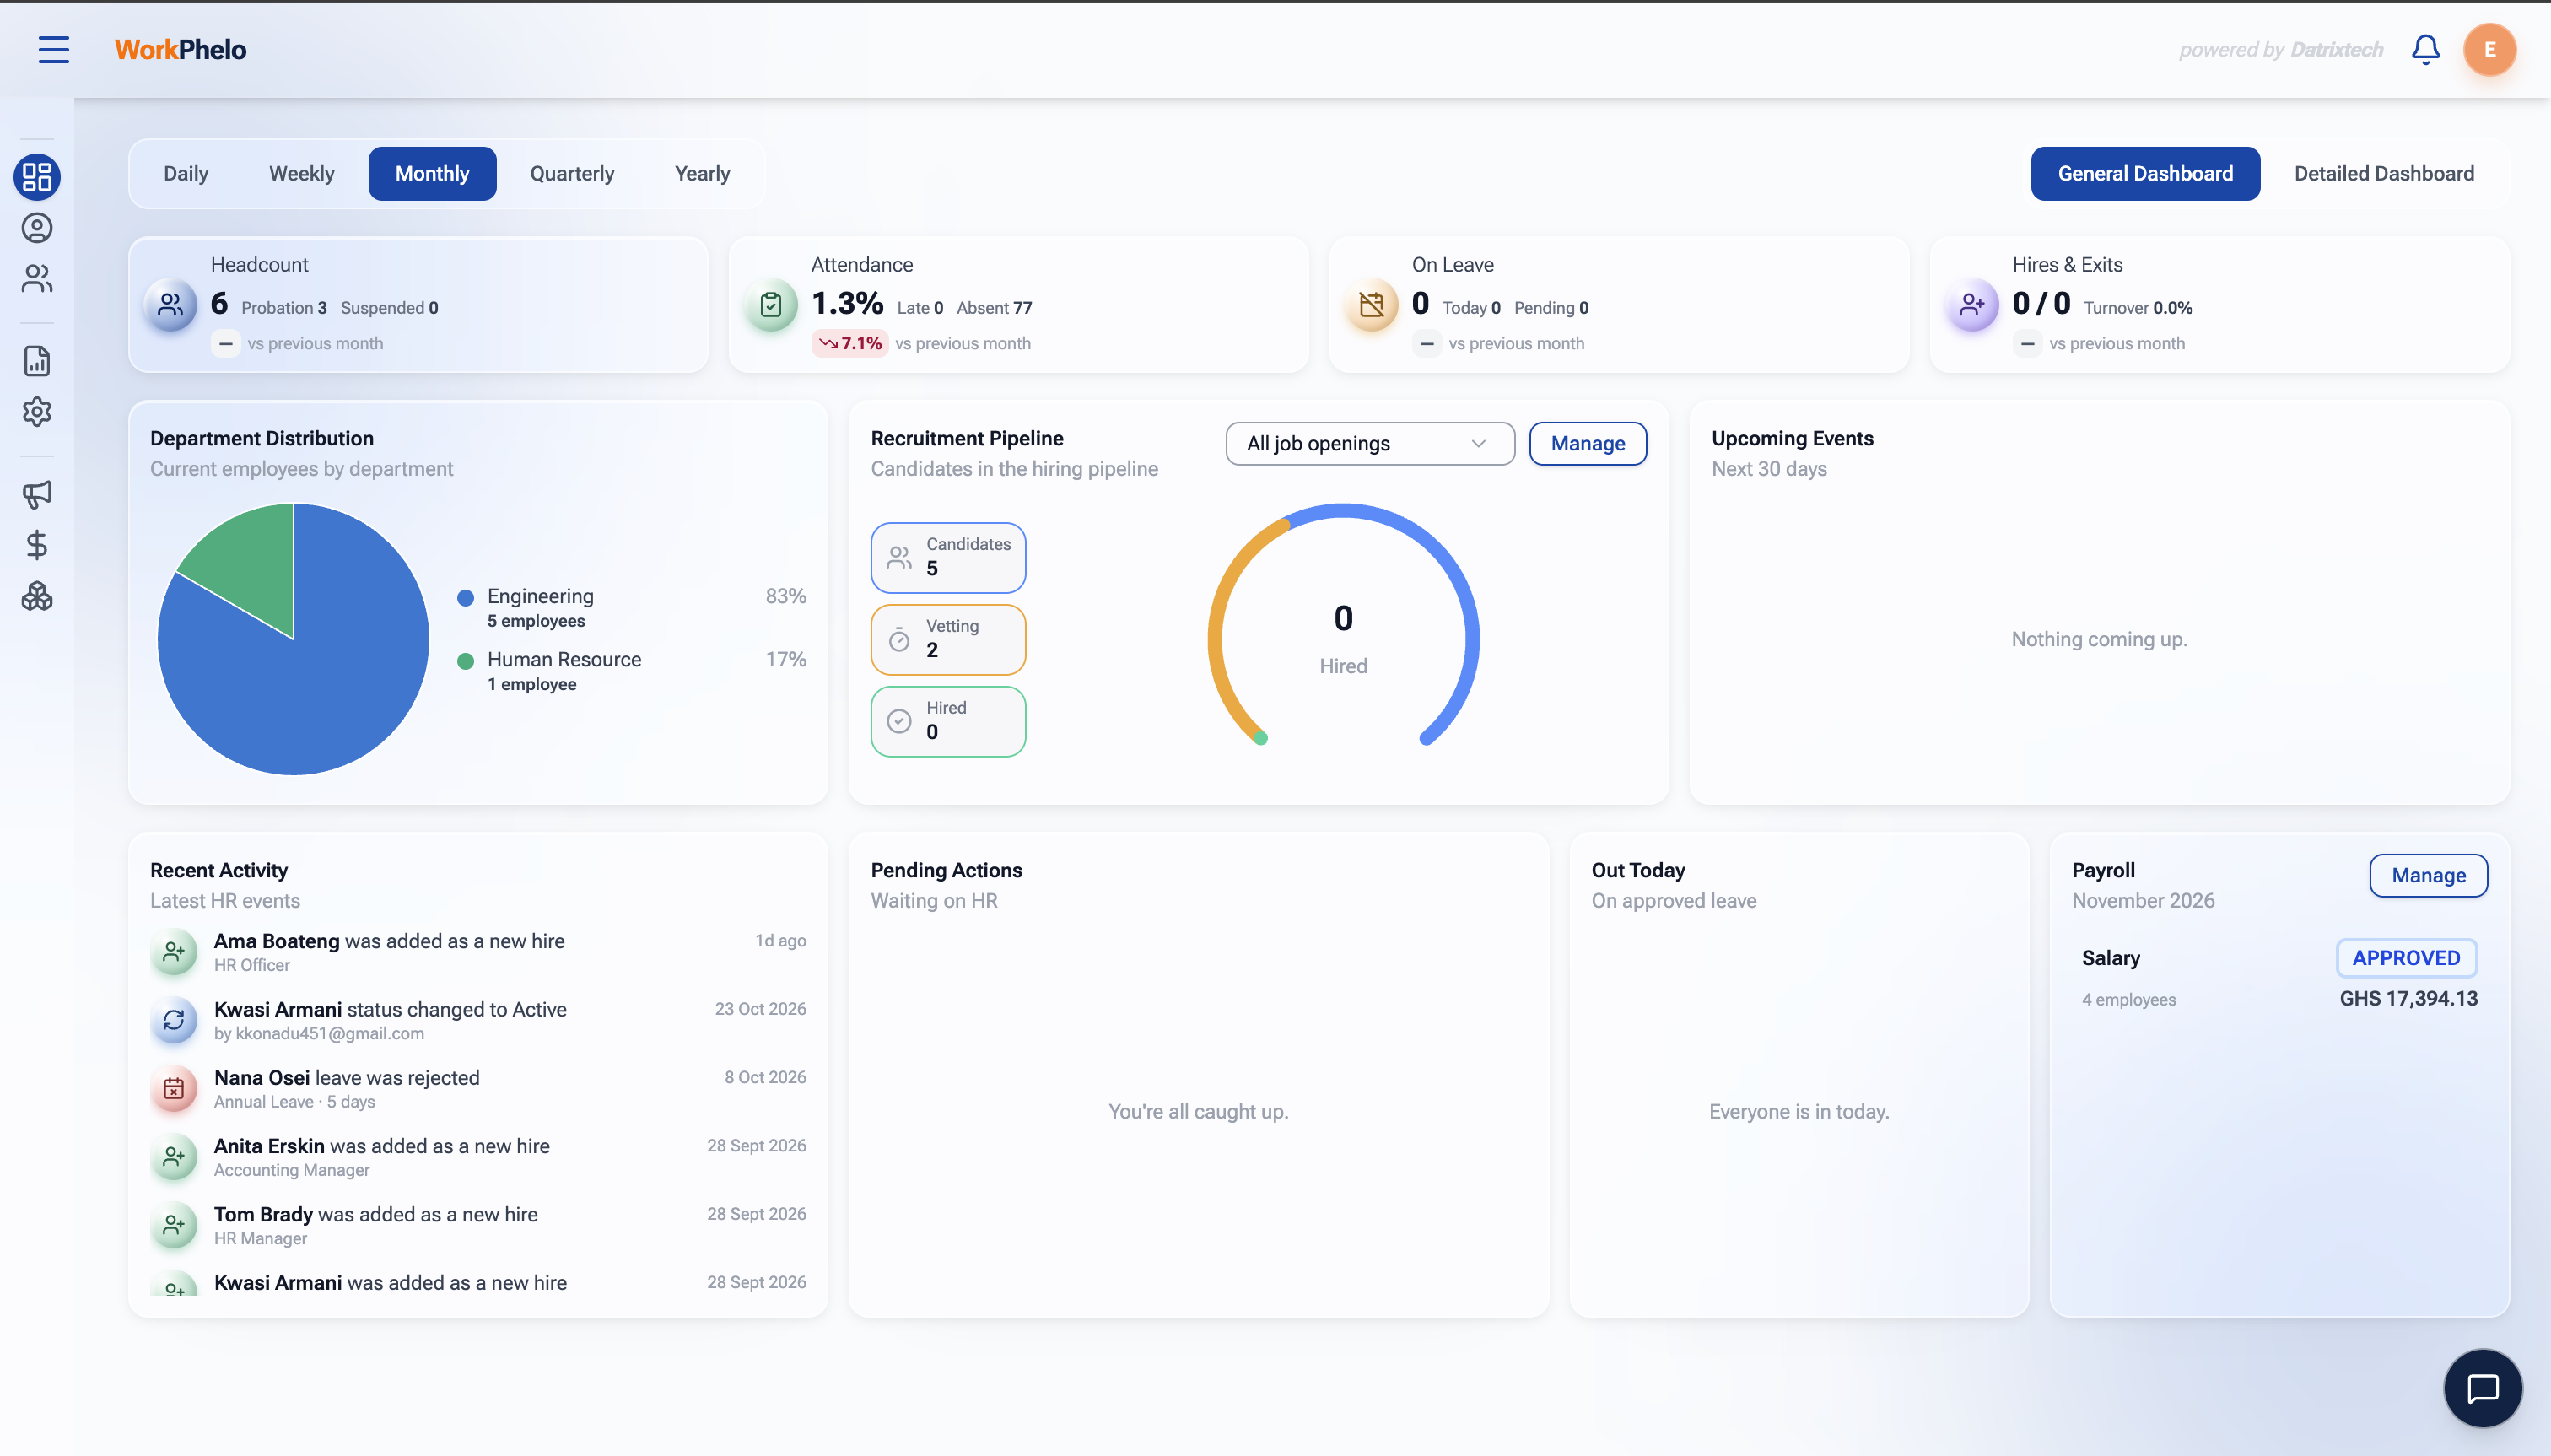 WorkPhelo
powered by Datrixtech
E
Daily
Weekly
Monthly
Quarterly
Yearly
General Dashboard
Detailed Dashboard
Headcount
6 Probation 3 Suspended 0
– vs previous month
Attendance
1.3% Late 0 Absent 77
7.1% vs previous month
On Leave
0 Today 0 Pending 0
– vs previous month
Hires & Exits
0 / 0 Turnover 0.0%
– vs previous month
Department Distribution
Current employees by department
Engineering 83%
5 employees
Human Resource 17%
1 employee
Recruitment Pipeline
Candidates in the hiring pipeline
All job openings
Manage
Candidates
5
Vetting
2
Hired
0
0
Hired
Upcoming Events
Next 30 days
Nothing coming up.
Recent Activity
Latest HR events
Ama Boateng was added as a new hire 1d ago
HR Officer
Kwasi Armani status changed to Active 23 Oct 2026
by kkonadu451@gmail.com
Nana Osei leave was rejected 8 Oct 2026
Annual Leave · 5 days
Anita Erskin was added as a new hire 28 Sept 2026
Accounting Manager
Tom Brady was added as a new hire 28 Sept 2026
HR Manager
Kwasi Armani was added as a new hire 28 Sept 2026
Pending Actions
Waiting on HR
You're all caught up.
Out Today
On approved leave
Everyone is in today.
Payroll
November 2026
Manage
Salary APPROVED
4 employees GHS 17,394.13